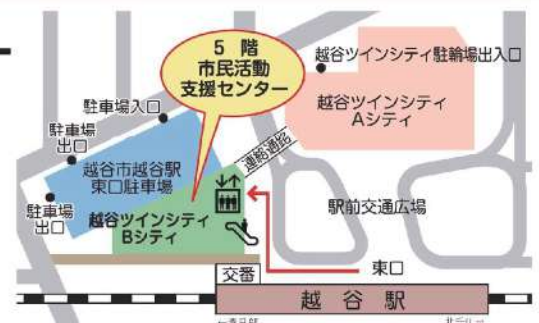 5 階
市民活動
支援センター
越谷ツインシティ駐輪場出入口
越谷ツインシティ
Aシティ
駐車場入口
駐車場
出口
越谷市越谷駅
東口駐車場
連絡通路
駐車場
出口
越谷ツインシティ
Bシティ
駅前交通広場
交番
東口
越谷駅